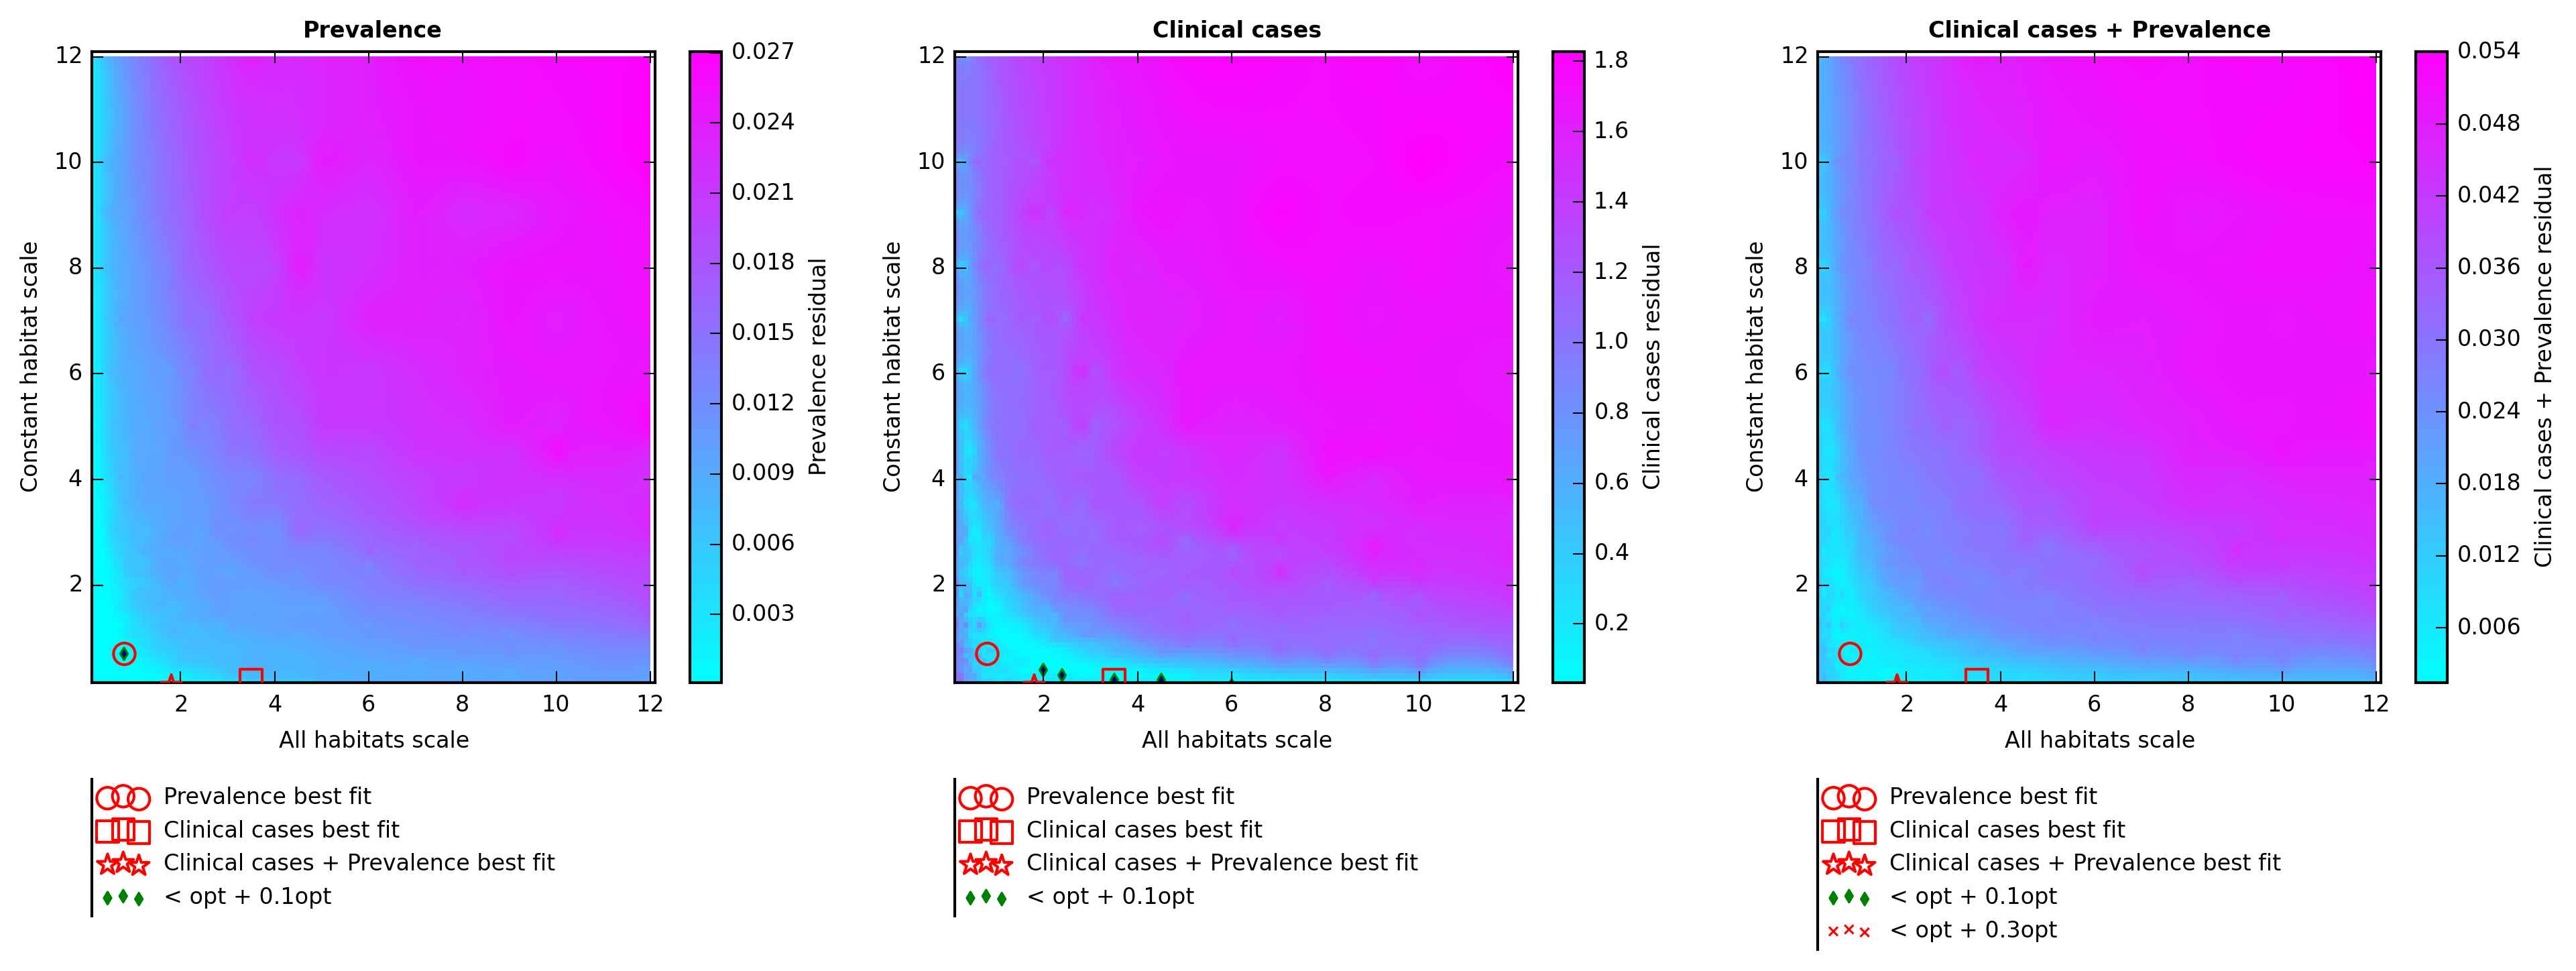 Prevalence
Clinical cases
Clinical cases + Prevalence
12
10
8
6
4
2
2 4 6 8 10 12
Constant habitat scale
All habitats scale
0.027
0.024
0.021
0.018
0.015
0.012
0.009
0.006
0.003
Prevalence residual
12
10
8
6
4
2
2 4 6 8 10 12
Constant habitat scale
All habitats scale
1.8
1.6
1.4
1.2
1.0
0.8
0.6
0.4
0.2
Clinical cases residual
12
10
8
6
4
2
2 4 6 8 10 12
Constant habitat scale
All habitats scale
0.054
0.048
0.042
0.036
0.030
0.024
0.018
0.012
0.006
Clinical cases + Prevalence residual
Prevalence best fit
Clinical cases best fit
Clinical cases + Prevalence best fit
< opt + 0.1opt
Prevalence best fit
Clinical cases best fit
Clinical cases + Prevalence best fit
< opt + 0.1opt
Prevalence best fit
Clinical cases best fit
Clinical cases + Prevalence best fit
< opt + 0.1opt
< opt + 0.3opt